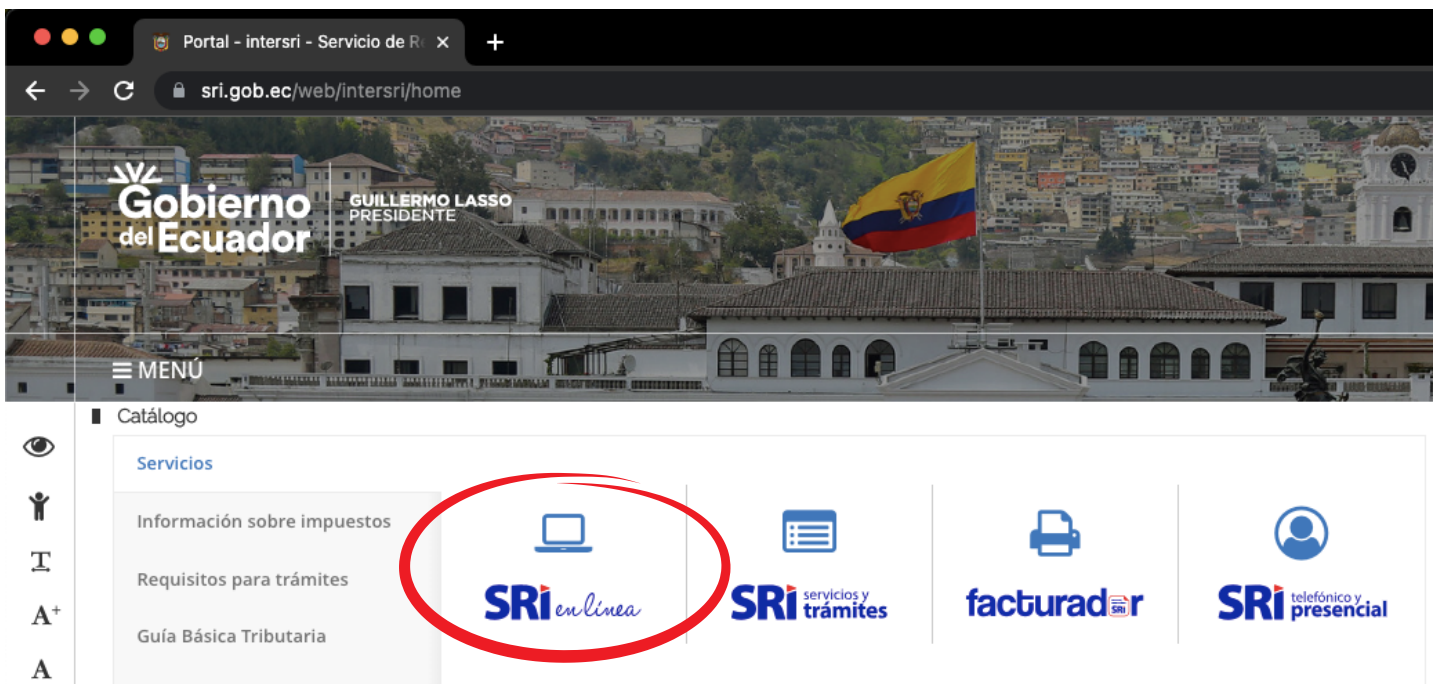 Portal - intersri - Servicio de Re
sri.gob.ec/web/intersri/home
Gobierno
del Ecuador
GUILLERMO LASSO
PRESIDENTE
MENÚ
Catálogo
Servicios
Información sobre impuestos
Requisitos para trámites
Guía Básica Tributaria
SRi en línea
SRi servicios y
trámites
facturador
SRi
SRi telefónico y
presencial
T
A+
A